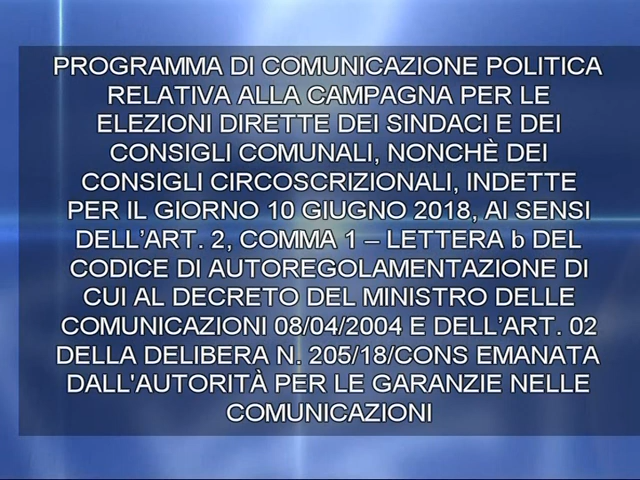 PROGRAMMA DI COMUNICAZIONE POLITICA
RELATIVA ALLA CAMPAGNA PER LE
ELEZIONI DIRETTE DEI SINDACI E DEI
CONSIGLI COMUNALI, NONCHÈ DEI
CONSIGLI CIRCOSCRIZIONALI, INDETTE
PER IL GIORNO 10 GIUGNO 2018, AI SENSI
DELL’ART. 2, COMMA 1 – LETTERA b DEL
CODICE DI AUTOREGOLAMENTAZIONE DI
CUI AL DECRETO DEL MINISTRO DELLE
COMUNICAZIONI 08/04/2004 E DELL’ART. 02
DELLA DELIBERA N. 205/18/CONS EMANATA
DALL'AUTORITÀ PER LE GARANZIE NELLE
COMUNICAZIONI